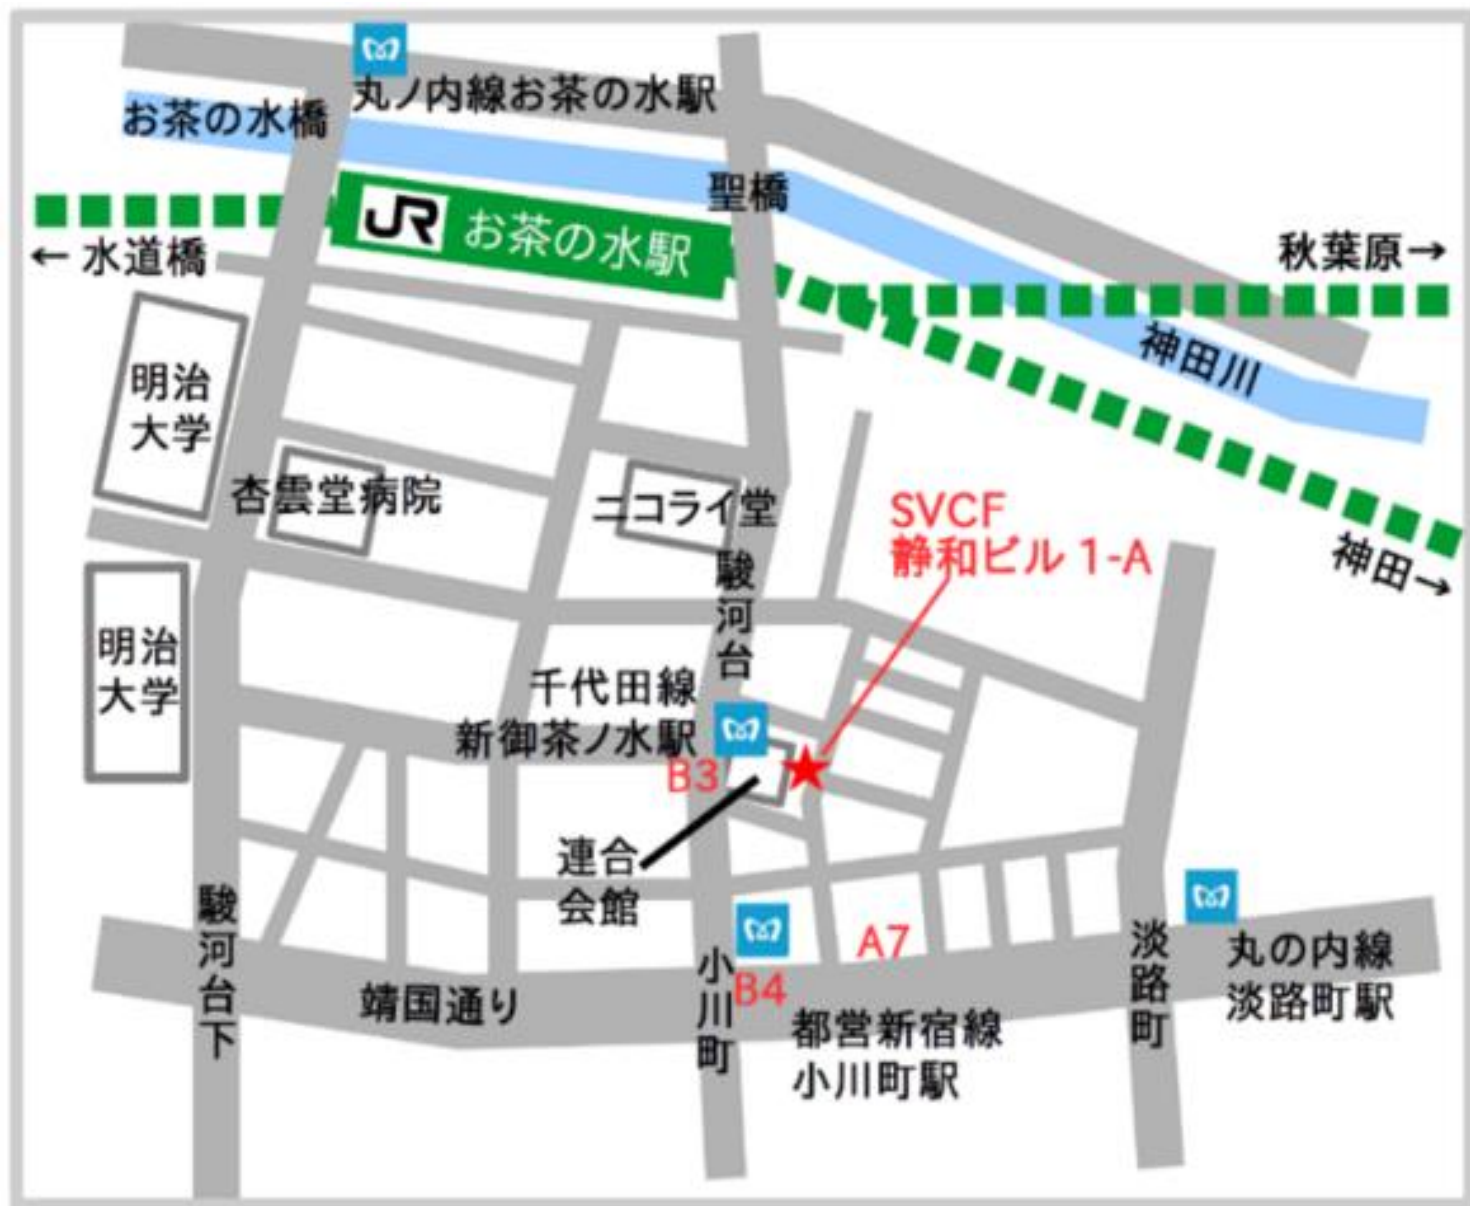 丸ノ内線お茶の水駅
お茶の水橋
聖橋
JR お茶の水駅
← 水道橋
秋葉原→
神田川
明治
大学
杏雲堂病院
ニコライ堂
SVCF
静和ビル 1-A
神田→
駿河台
明治
大学
千代田線
新御茶ノ水駅
B3
連合
会館
駿河台下
A7
小川町
B4
淡路町
丸の内線
淡路町駅
靖国通り
都営新宿線
小川町駅